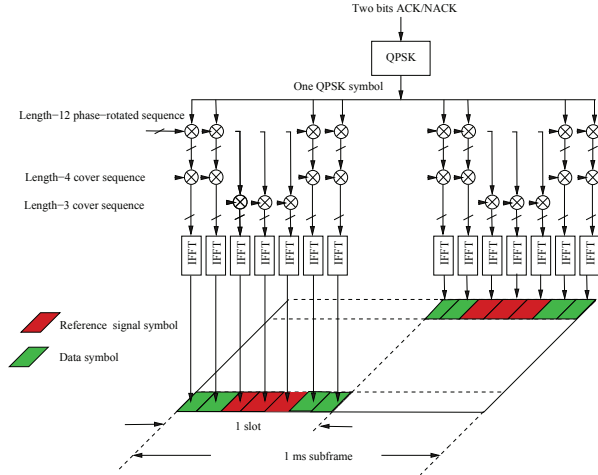 Two bits ACK/NACK
QPSK
One QPSK symbol
Length−12 phase−rotated sequence
Length−4 cover sequence
Length−3 cover sequence
IFFT IFFT IFFT IFFT IFFT IFFT IFFT IFFT IFFT IFFT IFFT IFFT IFFT IFFT
Reference signal symbol
Data symbol
1 slot
1 ms subframe